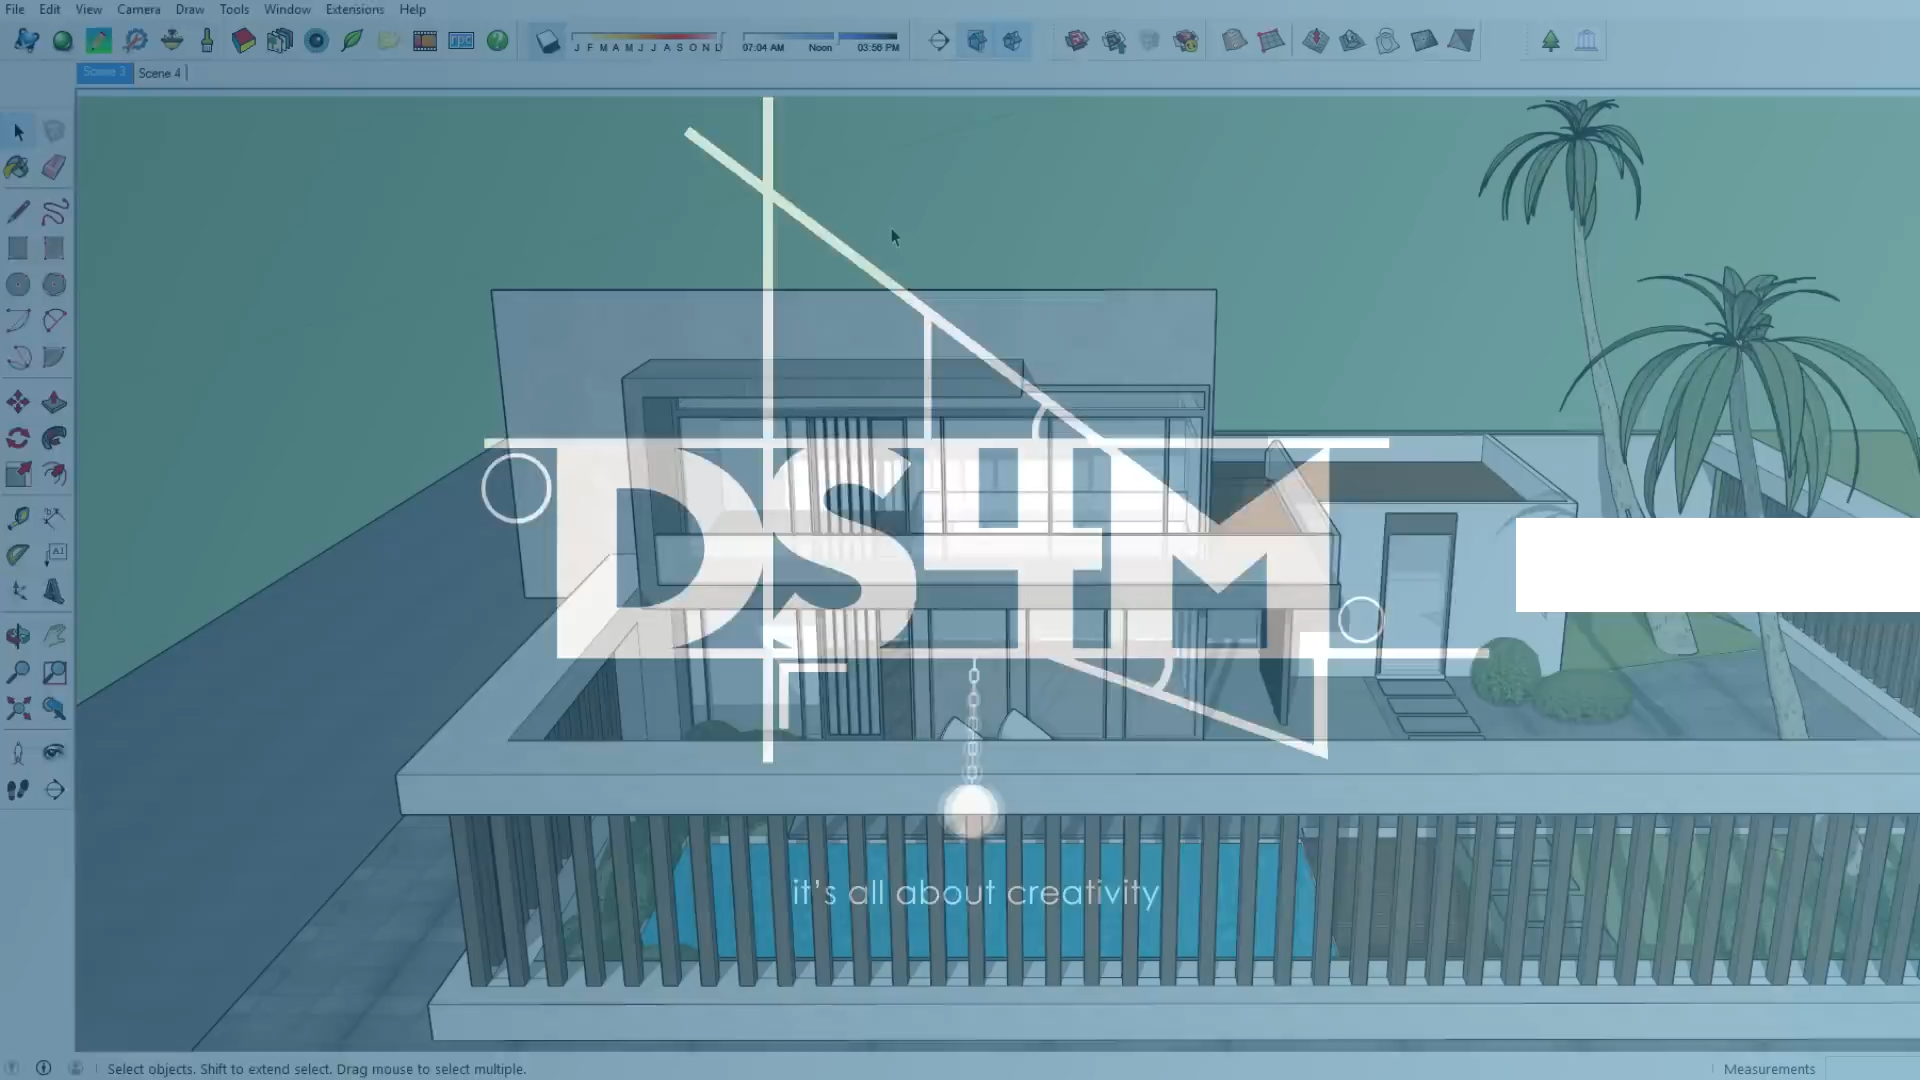 File Edit View Camera Draw Tools Window Extensions Help
J F M A M J J A S O N D
07:04 AM Noon 03:56 PM
Scene 3 Scene 4
DS4M
it's all about creativity
Select objects. Shift to extend select. Drag mouse to select multiple.
Measurements